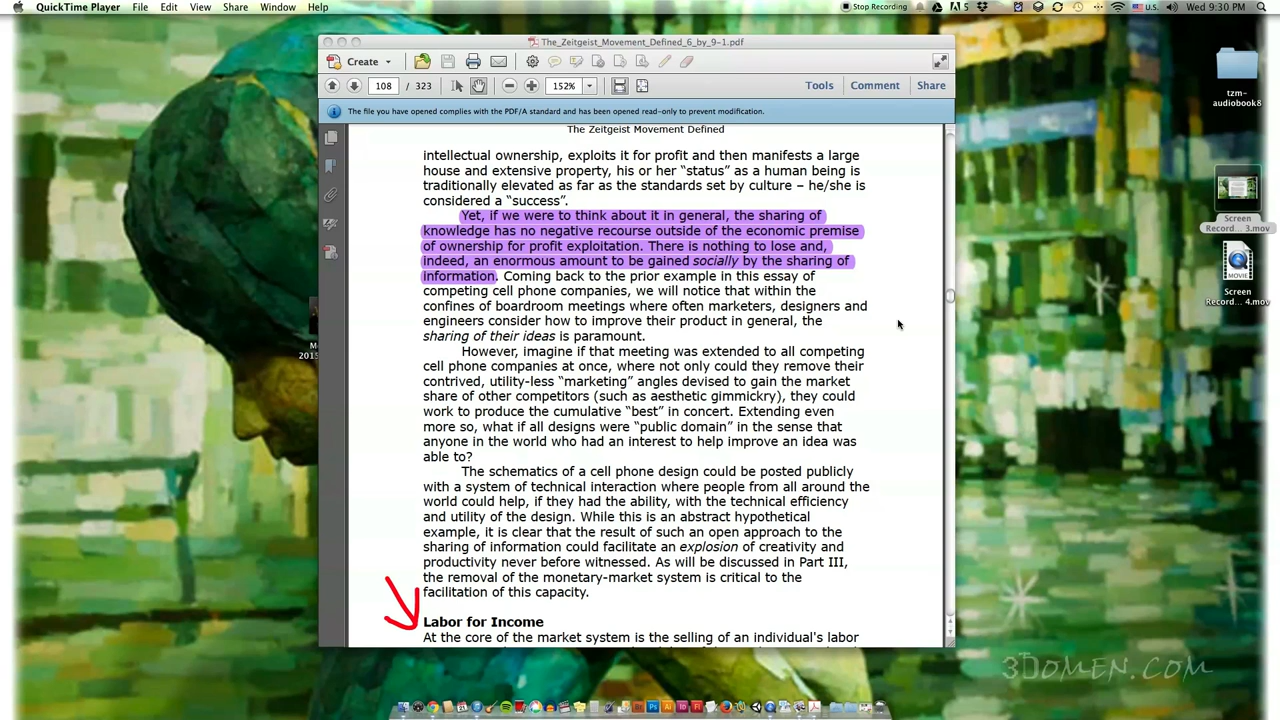 QuickTime Player File Edit View Share Window Help
Stop Recording
5
U.S.
Wed 9:30 PM
The_Zeitgeist_Movement_Defined_6_by_9-1.pdf
Create
108 / 323
152%
Tools Comment Share
The file you have opened complies with the PDF/A standard and has been opened read-only to prevent modification.
The Zeitgeist Movement Defined
intellectual ownership, exploits it for profit and then manifests a large
house and extensive property, his or her “status” as a human being is
traditionally elevated as far as the standards set by culture – he/she is
considered a “success”.
Yet, if we were to think about it in general, the sharing of
knowledge has no negative recourse outside of the economic premise
of ownership for profit exploitation. There is nothing to lose and,
indeed, an enormous amount to be gained socially by the sharing of
information. Coming back to the prior example in this essay of
competing cell phone companies, we will notice that within the
confines of boardroom meetings where often marketers, designers and
engineers consider how to improve their product in general, the
sharing of their ideas is paramount.
However, imagine if that meeting was extended to all competing
cell phone companies at once, where not only could they remove their
contrived, utility-less “marketing” angles devised to gain the market
share of other competitors (such as aesthetic gimmickry), they could
work to produce the cumulative “best” in concert. Extending even
more so, what if all designs were “public domain” in the sense that
anyone in the world who had an interest to help improve an idea was
able to?
The schematics of a cell phone design could be posted publicly
with a system of technical interaction where people from all around the
world could help, if they had the ability, with the technical efficiency
and utility of the design. While this is an abstract hypothetical
example, it is clear that the result of such an open approach to the
sharing of information could facilitate an explosion of creativity and
productivity never before witnessed. As will be discussed in Part III,
the removal of the monetary-market system is critical to the
facilitation of this capacity.
Labor for Income
At the core of the market system is the selling of an individual's labor
tzm-
audiobook8
Screen
Record... 3.mov
MOVIE
Screen
Record... 4.mov
3DOMEN.COM